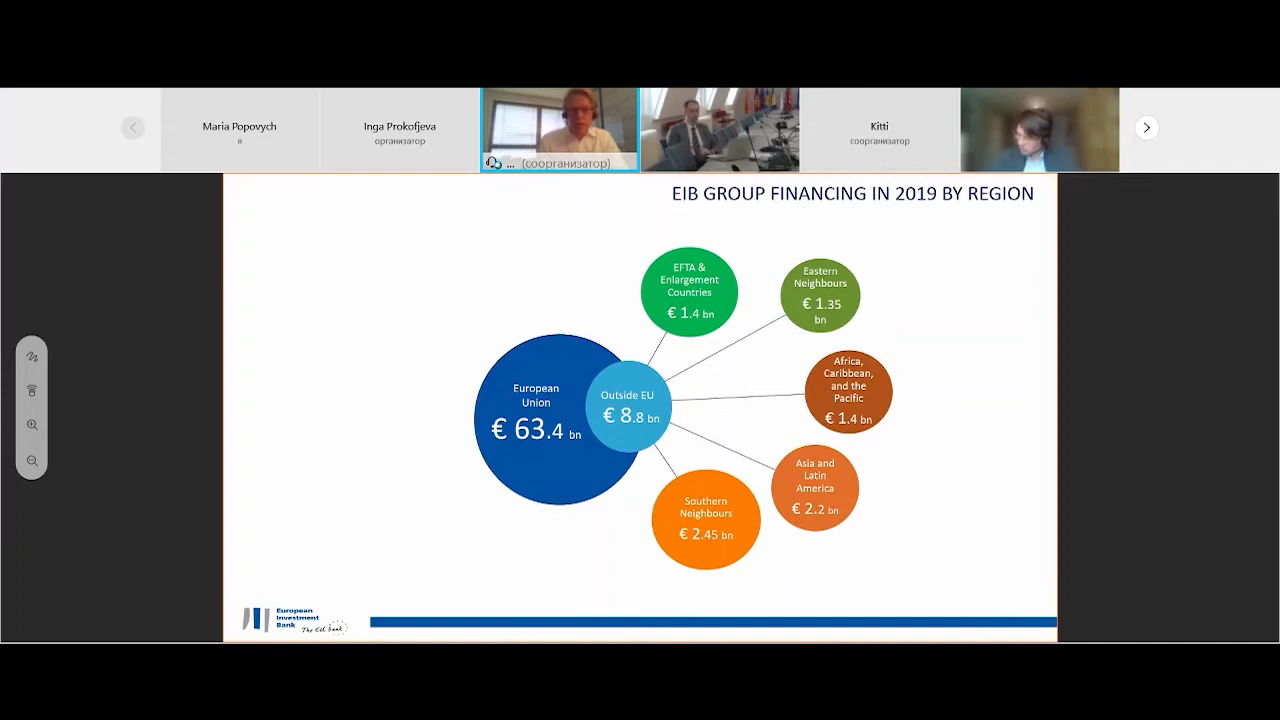 Maria Popovych
я
Inga Prokofjeva
организатор
... (соорганизатор)
Kitti
соорганизатор
EIB GROUP FINANCING IN 2019 BY REGION
EFTA &
Enlargement
Countries
€ 1.4 bn
Eastern
Neighbours
€ 1.35
bn
European
Union
€ 63.4 bn
Outside EU
€ 8.8 bn
Africa,
Caribbean,
and the
Pacific
€ 1.4 bn
Asia and
Latin
America
€ 2.2 bn
Southern
Neighbours
€ 2.45 bn
European
Investment
Bank
The EU bank